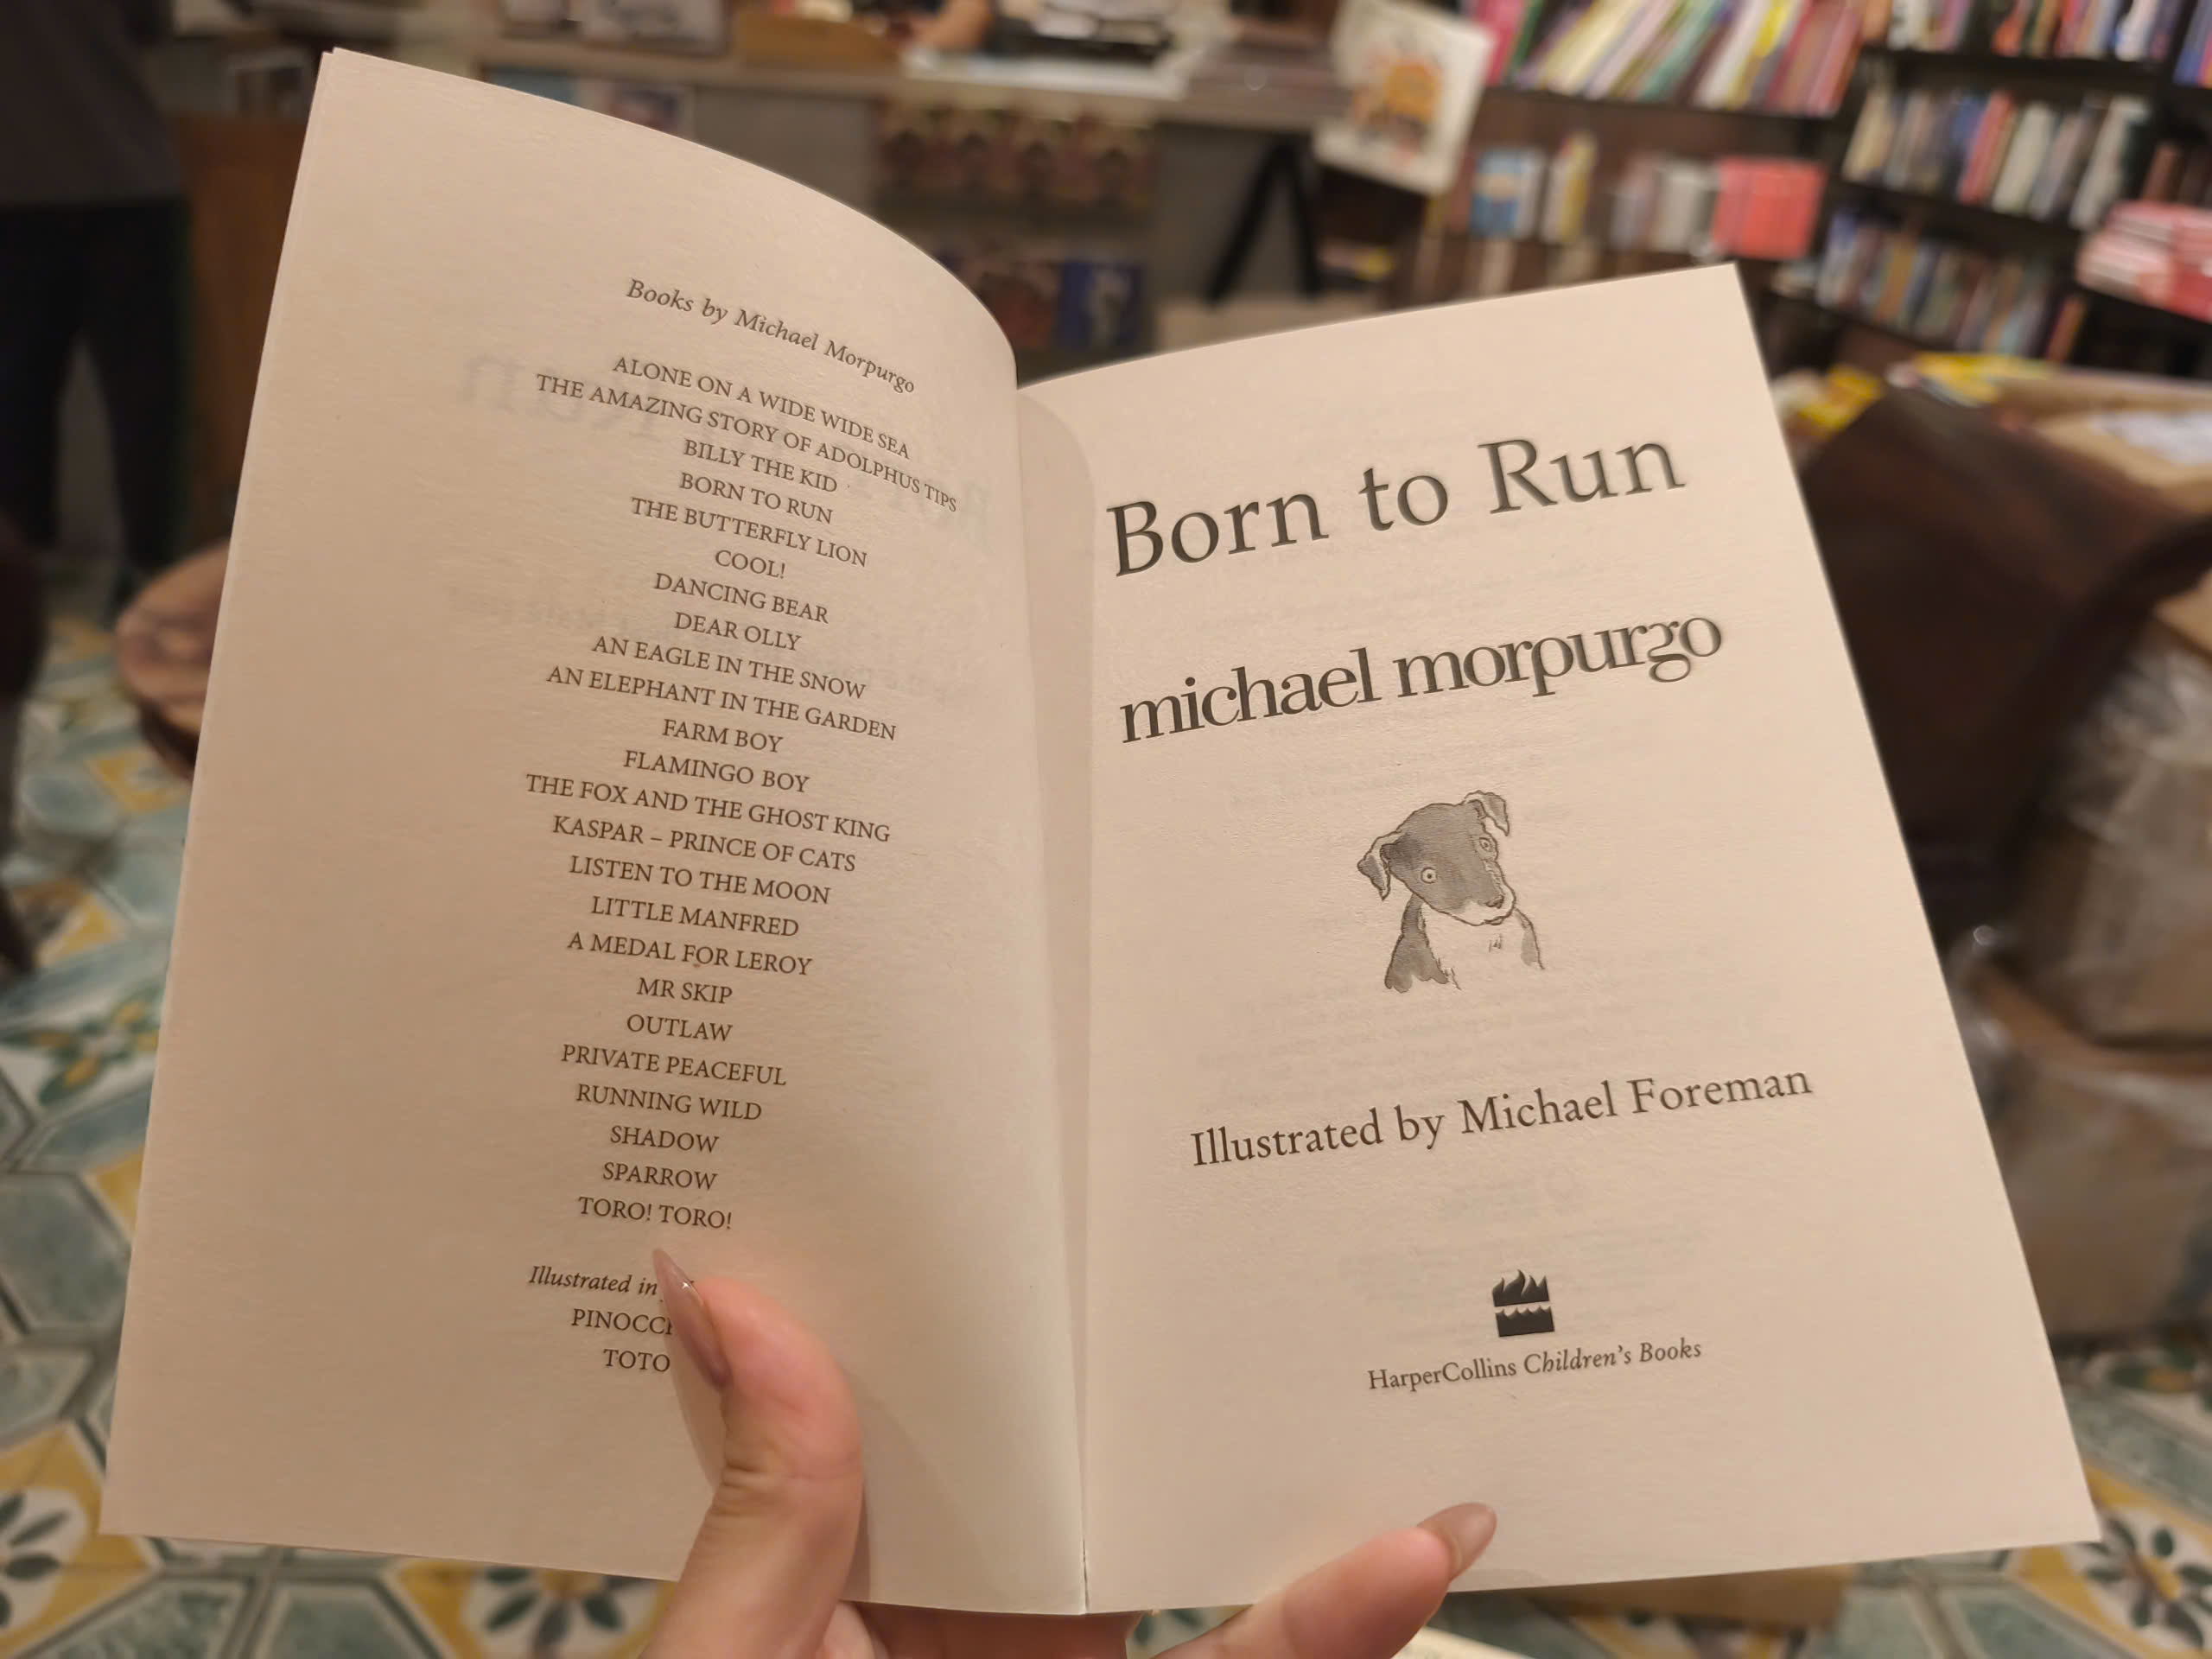 Books by Michael Morpurgo
ALONE ON A WIDE WIDE SEA
THE AMAZING STORY OF ADOLPHUS TIPS
BILLY THE KID
BORN TO RUN
THE BUTTERFLY LION
COOL!
DANCING BEAR
DEAR OLLY
AN EAGLE IN THE SNOW
AN ELEPHANT IN THE GARDEN
FARM BOY
FLAMINGO BOY
THE FOX AND THE GHOST KING
KASPAR – PRINCE OF CATS
LISTEN TO THE MOON
LITTLE MANFRED
A MEDAL FOR LEROY
MR SKIP
OUTLAW
PRIVATE PEACEFUL
RUNNING WILD
SHADOW
SPARROW
TORO! TORO!
Illustrated in
TOTO
Born to Run
michael morpurgo
Illustrated by Michael Foreman
HarperCollins Children's Books